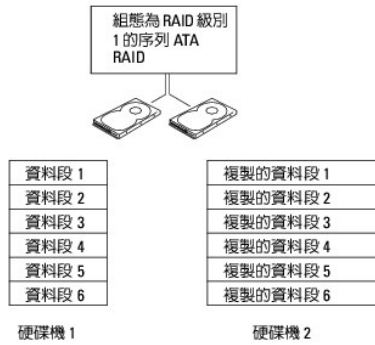 組態為 RAID 級別
1 的序列 ATA
RAID
資料段 1
資料段 2
資料段 3
資料段 4
資料段 5
資料段 6
複製的資料段 1
複製的資料段 2
複製的資料段 3
複製的資料段 4
複製的資料段 5
複製的資料段 6
硬碟機 1
硬碟機 2